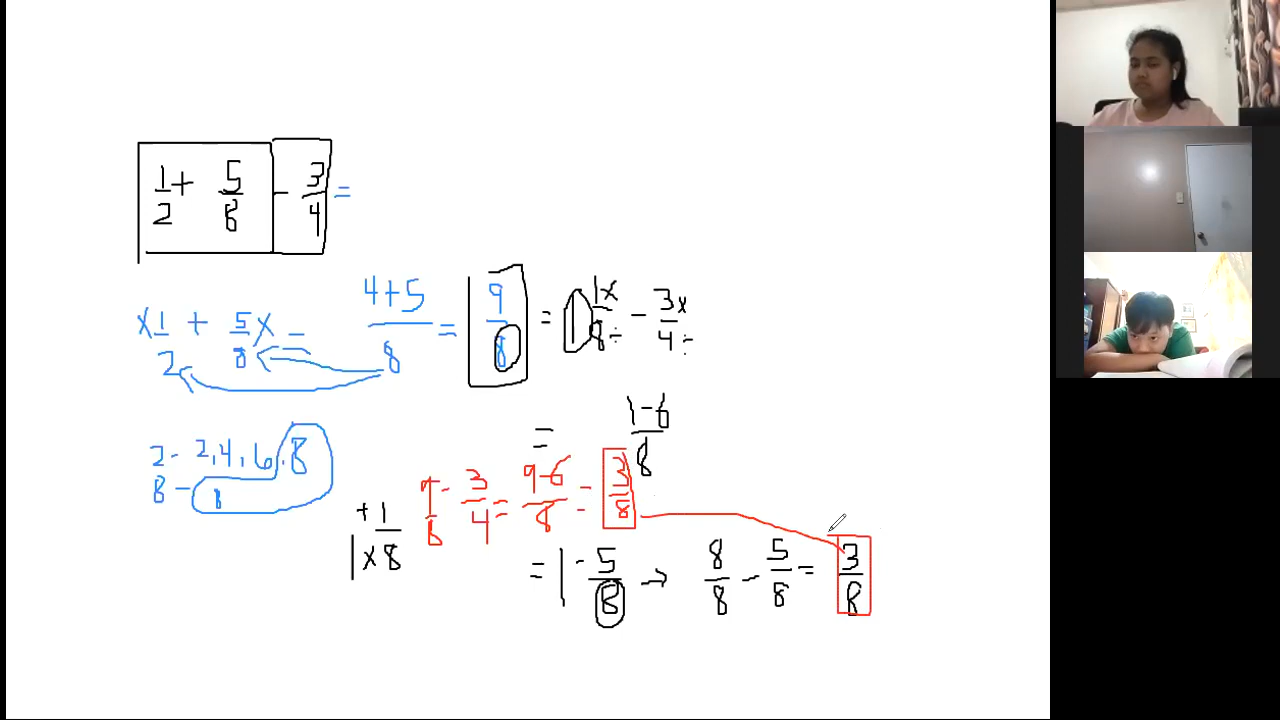 1/2 + 5/8 - 3/4 =
x1/2 + 5x/8 = 4+5/8 = 9/8 = 1 1x/8÷ - 3x/4÷
= 1-6/8
2 - 2,4,6,8
8 - 8
9/8 - 3/4 = 9-6/8 = 3/8
+1
1x8
= 1 - 5/8 → 8/8 - 5/8 = 3/8